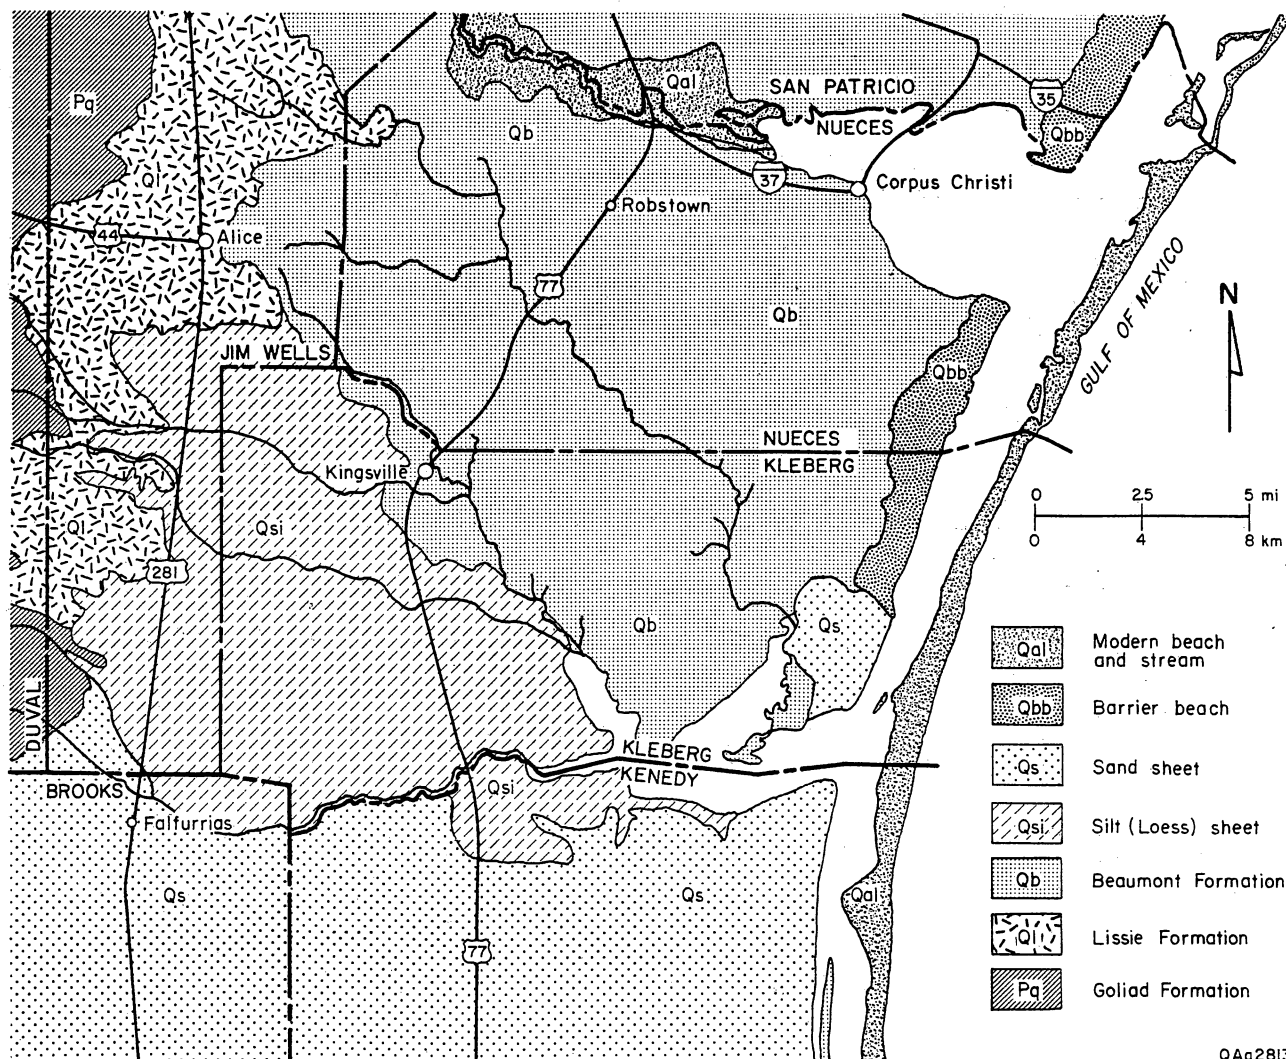 Pq
Qal
SAN PATRICIO
NUECES
35
Qbb
Qb
37
Corpus Christi
Ql
Robstown
44
Alice
77
GULF OF MEXICO
N
Qb
JIM WELLS
Qbb
NUECES
KLEBERG
Kingsville
0 2.5 5 mi
0 4 8 km
Ql
Qsi
281
Qb
Qs
DUVAL
KLEBERG
KENEDY
BROOKS
Qsi
Falfurrias
Qs
Qs
Qal
77
Qal Modern beach
and stream
Qbb Barrier beach
Qs Sand sheet
Qsi Silt (Loess) sheet
Qb Beaumont Formation
Ql Lissie Formation
Pq Goliad Formation